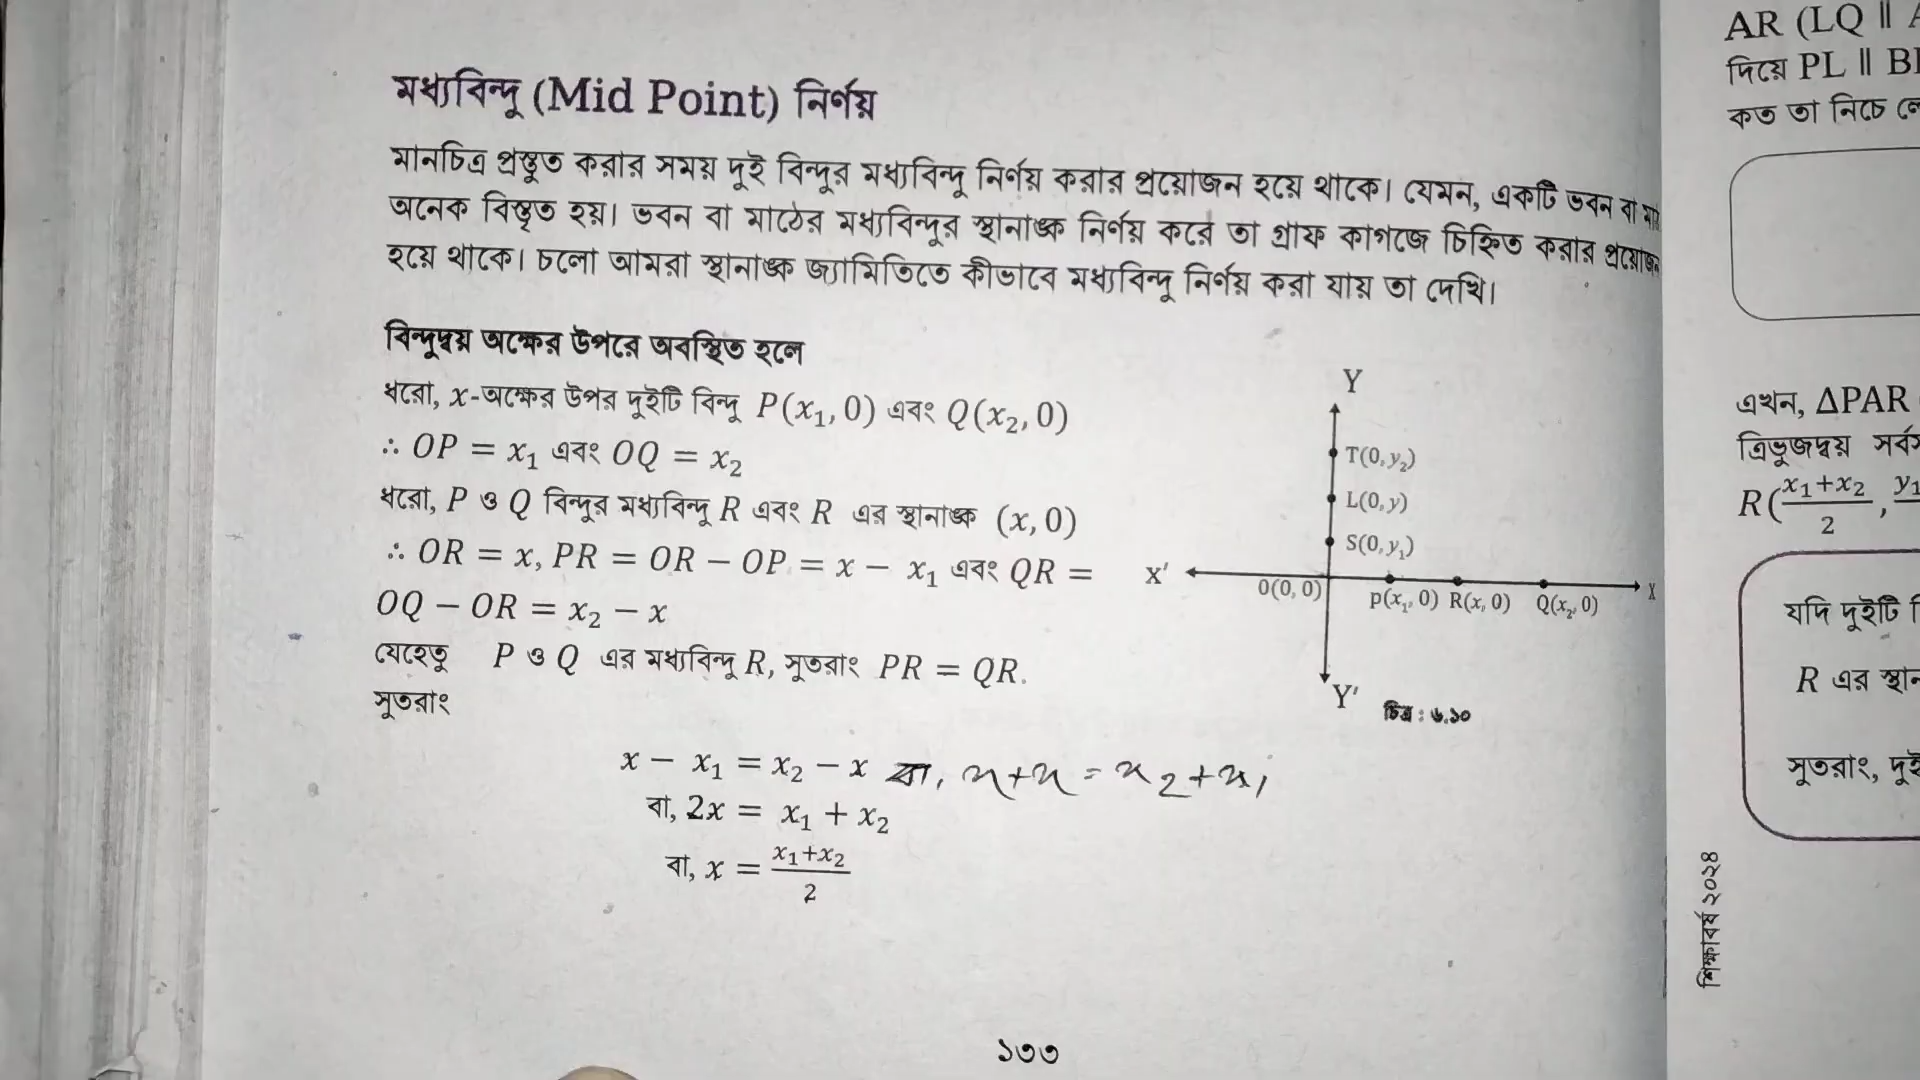 মধ্যবিন্দু (Mid Point) নির্ণয়
মানচিত্র প্রস্তুত করার সময় দুই বিন্দুর মধ্যবিন্দু নির্ণয় করার প্রয়োজন হয়ে থাকে। যেমন, একটি ভবন বা
অনেক বিস্তৃত হয়। ভবন বা মাঠের মধ্যবিন্দুর স্থানাঙ্ক নির্ণয় করে তা গ্রাফ কাগজে চিহ্নিত করার প্রয়োজন
হয়ে থাকে। চলো আমরা স্থানাঙ্ক জ্যামিতিতে কীভাবে মধ্যবিন্দু নির্ণয় করা যায় তা দেখি।
বিন্দুদ্বয় অক্ষের উপরে অবস্থিত হলে
ধরো, x-অক্ষের উপর দুইটি বিন্দু P(x₁, 0) এবং Q(x₂, 0)
∴ OP = x₁ এবং OQ = x₂
ধরো, P ও Q বিন্দুর মধ্যবিন্দু R এবং R এর স্থানাঙ্ক (x, 0)
∴ OR = x, PR = OR − OP = x − x₁ এবং QR =
OQ − OR = x₂ − x
যেহেতু P ও Q এর মধ্যবিন্দু R, সুতরাং PR = QR.
সুতরাং
x − x₁ = x₂ − x বা, x+x = x₂+x₁
বা, 2x = x₁ + x₂
বা, x = (x₁+x₂)/2
Y
T(0, y₂)
L(0, y)
S(0, y₁)
X′
X
O(0, 0)
P(x₁, 0) R(x, 0) Q(x₂, 0)
Y′
চিত্র : ৬.১০
১৩৩
AR (LQ ∥
দিয়ে PL ∥
কত তা নিচে
এখন, ΔPAR
ত্রিভুজদ্বয়
R((x₁+x₂)/2,
যদি দুইটি
R এর
সুতরাং,
শিক্ষাবর্ষ ২০২৪